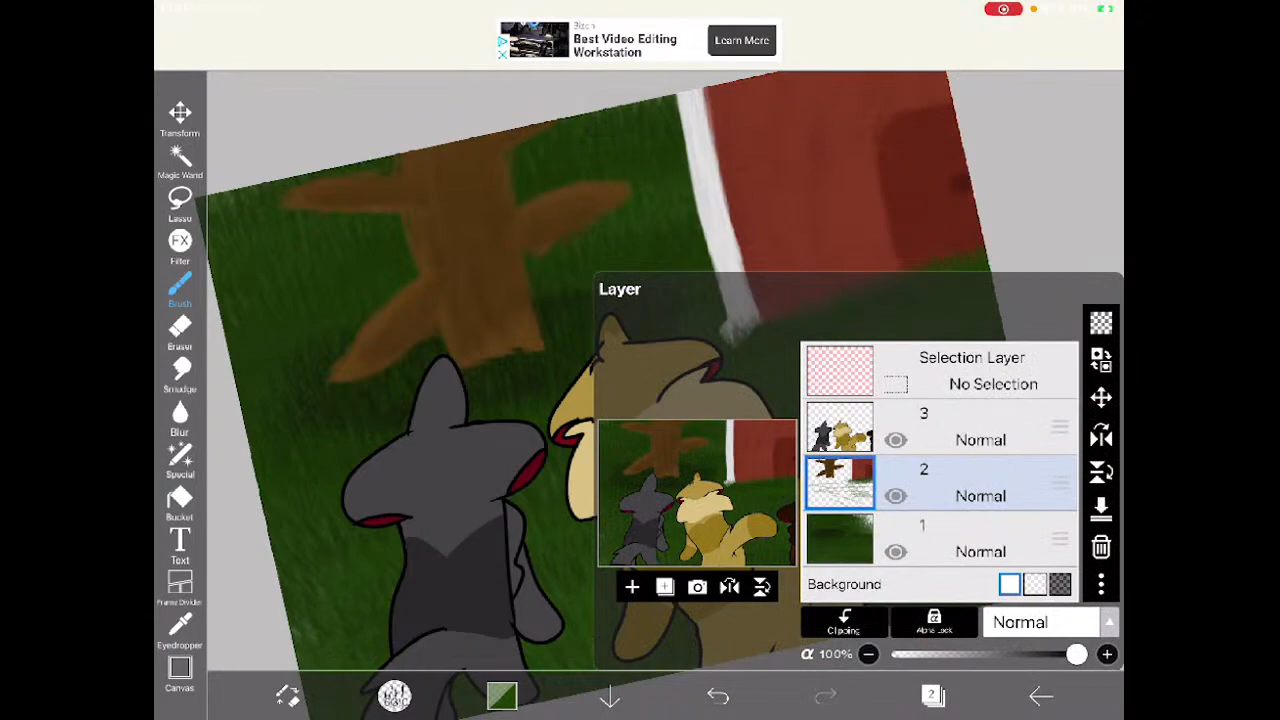 Bizon
Best Video Editing
Workstation
Learn More
Transform
Magic Wand
Lasso
FX
Filter
Brush
Eraser
Smudge
Blur
Special
Bucket
T
Text
Frame Divider
Eyedropper
Canvas
Layer
Selection Layer
No Selection
3
Normal
2
Normal
1
Normal
Background
Clipping
Alpha Lock
Normal
α 100%
2